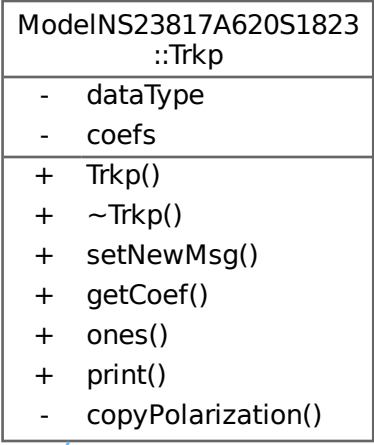 ModelNS23817A620S1823
::Trkp
- dataType
- coefs
+ Trkp()
+ ~Trkp()
+ setNewMsg()
+ getCoef()
+ ones()
+ print()
- copyPolarization()